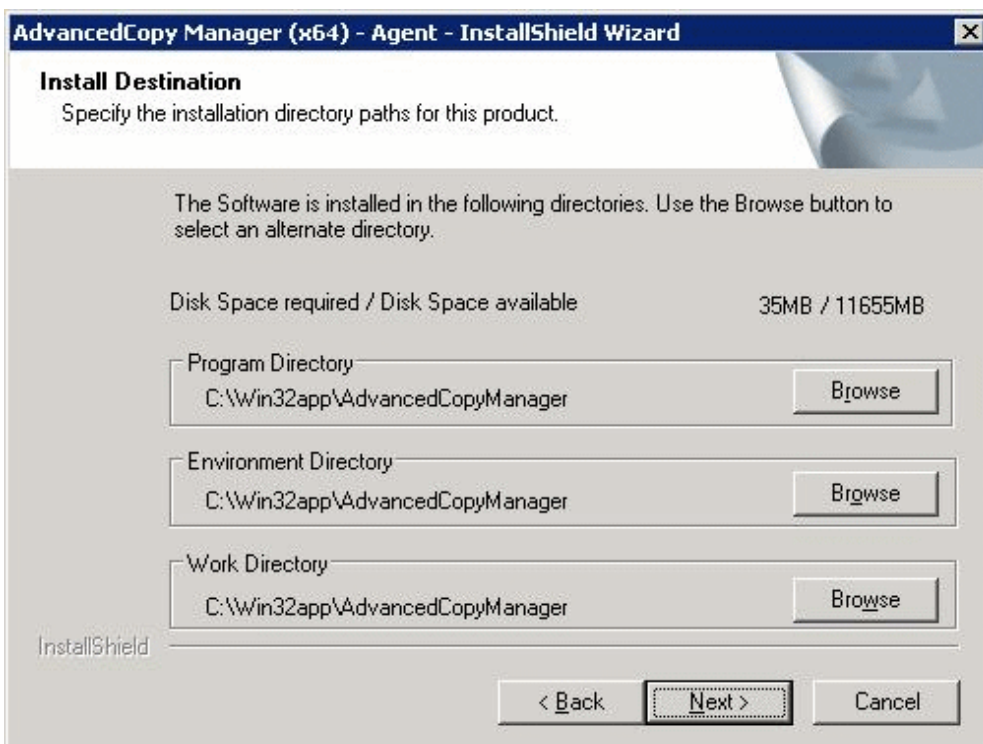 AdvancedCopy Manager (x64) - Agent - InstallShield Wizard
Install Destination
Specify the installation directory paths for this product.
The Software is installed in the following directories. Use the Browse button to
select an alternate directory.
Disk Space required / Disk Space available 35MB / 11655MB
Program Directory
C:\Win32app\AdvancedCopyManager Browse
Environment Directory
C:\Win32app\AdvancedCopyManager Browse
Work Directory
C:\Win32app\AdvancedCopyManager Browse
InstallShield
< Back Next > Cancel